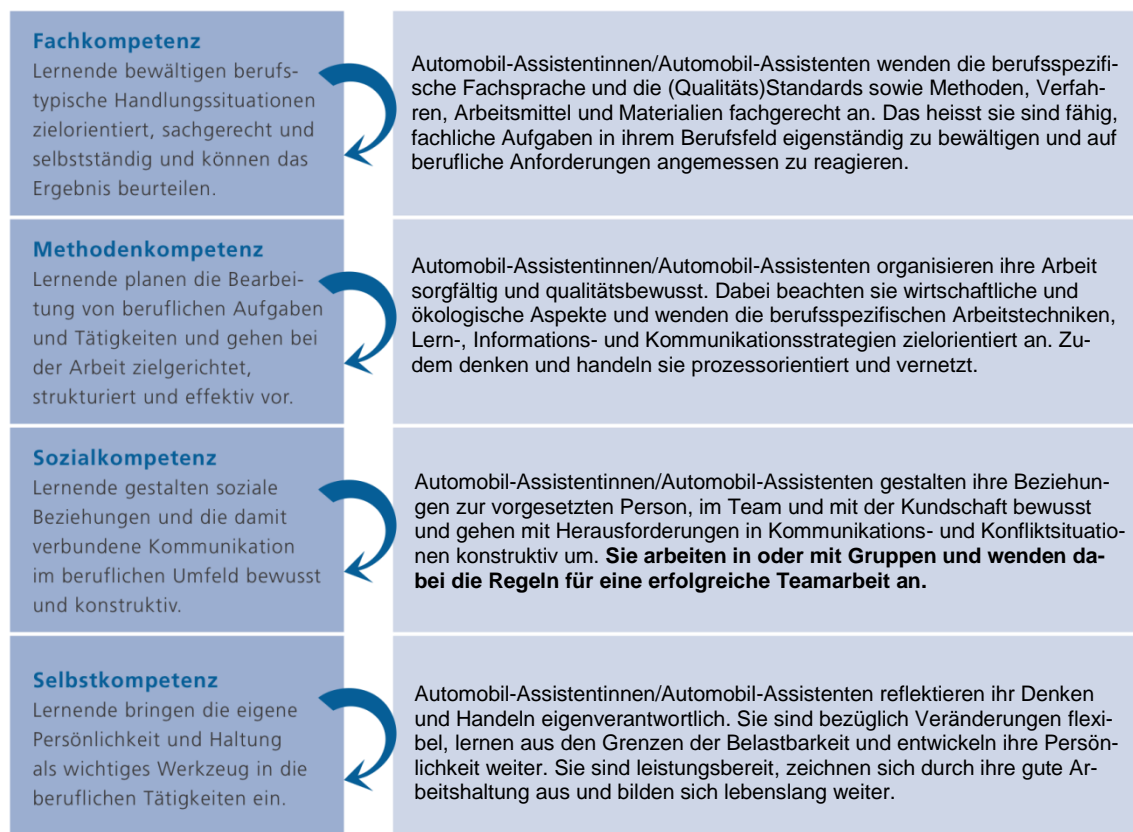 Fachkompetenz
Lernende bewältigen berufs-
typische Handlungssituationen
zielorientiert, sachgerecht und
selbstständig und können das
Ergebnis beurteilen.
Automobil-Assistentinnen/Automobil-Assistenten wenden die berufsspezifi-
sche Fachsprache und die (Qualitäts)Standards sowie Methoden, Verfah-
ren, Arbeitsmittel und Materialien fachgerecht an. Das heisst sie sind fähig,
fachliche Aufgaben in ihrem Berufsfeld eigenständig zu bewältigen und auf
berufliche Anforderungen angemessen zu reagieren.
Methodenkompetenz
Lernende planen die Bearbei-
tung von beruflichen Aufgaben
und Tätigkeiten und gehen bei
der Arbeit zielgerichtet,
strukturiert und effektiv vor.
Automobil-Assistentinnen/Automobil-Assistenten organisieren ihre Arbeit
sorgfältig und qualitätsbewusst. Dabei beachten sie wirtschaftliche und
ökologische Aspekte und wenden die berufsspezifischen Arbeitstechniken,
Lern-, Informations- und Kommunikationsstrategien zielorientiert an. Zu-
dem denken und handeln sie prozessorientiert und vernetzt.
Sozialkompetenz
Lernende gestalten soziale
Beziehungen und die damit
verbundene Kommunikation
im beruflichen Umfeld bewusst
und konstruktiv.
Automobil-Assistentinnen/Automobil-Assistenten gestalten ihre Beziehun-
gen zur vorgesetzten Person, im Team und mit der Kundschaft bewusst
und gehen mit Herausforderungen in Kommunikations- und Konfliktsituatio-
nen konstruktiv um. Sie arbeiten in oder mit Gruppen und wenden da-
bei die Regeln für eine erfolgreiche Teamarbeit an.
Selbstkompetenz
Lernende bringen die eigene
Persönlichkeit und Haltung
als wichtiges Werkzeug in die
beruflichen Tätigkeiten ein.
Automobil-Assistentinnen/Automobil-Assistenten reflektieren ihr Denken
und Handeln eigenverantwortlich. Sie sind bezüglich Veränderungen flexi-
bel, lernen aus den Grenzen der Belastbarkeit und entwickeln ihre Persön-
lichkeit weiter. Sie sind leistungsbereit, zeichnen sich durch ihre gute Ar-
beitshaltung aus und bilden sich lebenslang weiter.